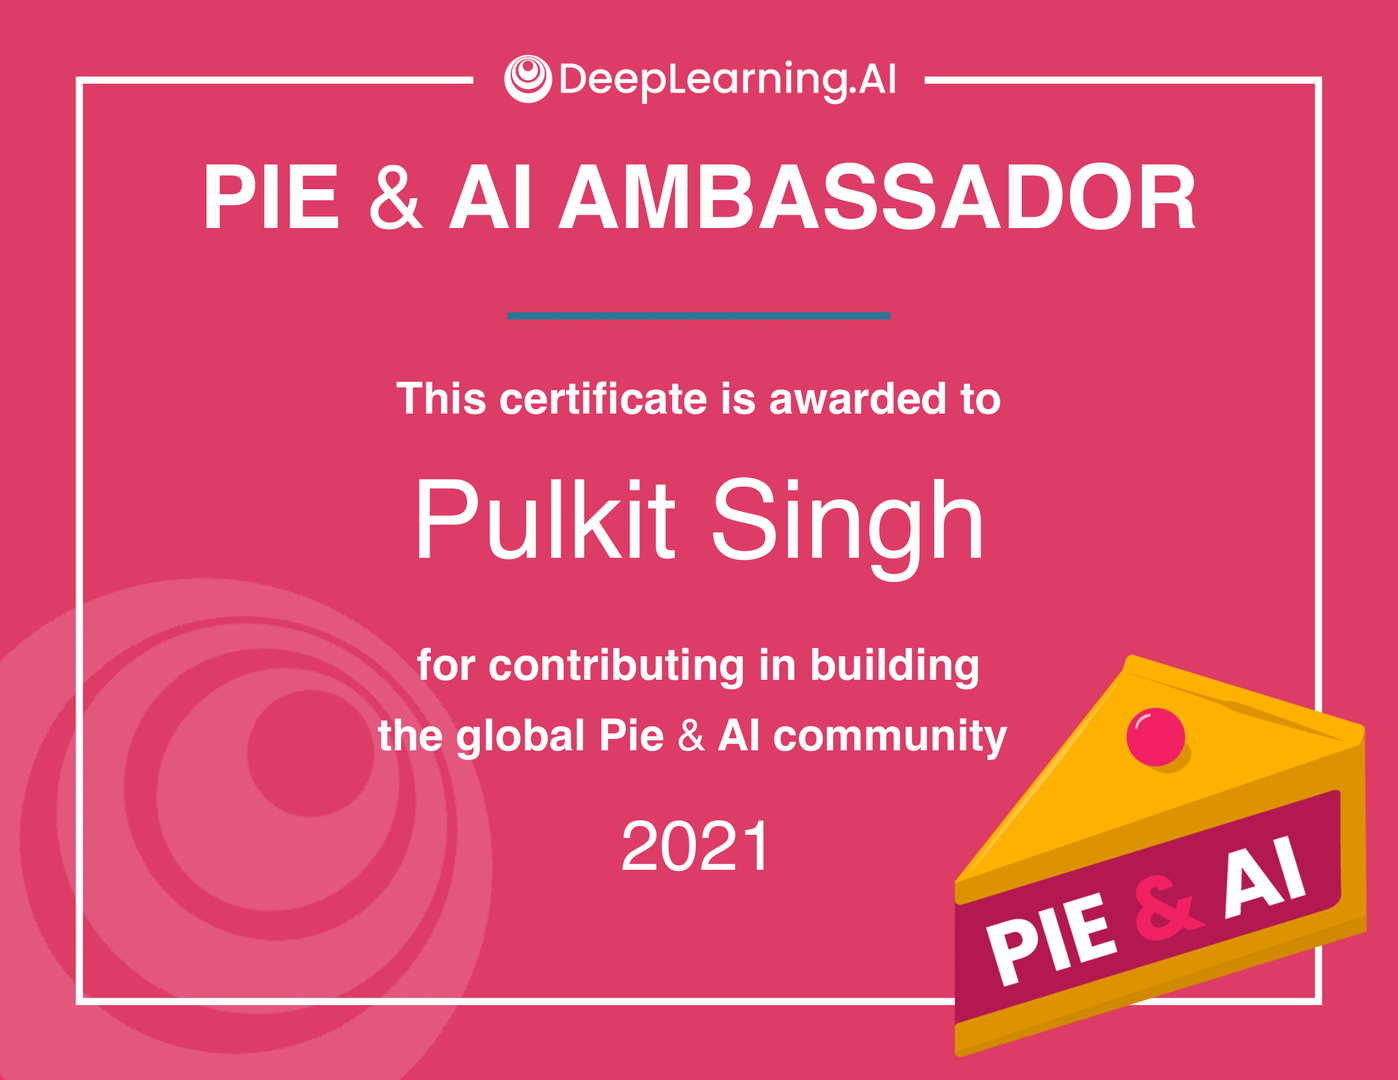 DeepLearning.AI
PIE & AI AMBASSADOR
This certificate is awarded to
Pulkit Singh
for contributing in building
the global Pie & AI community
2021
PIE & AI